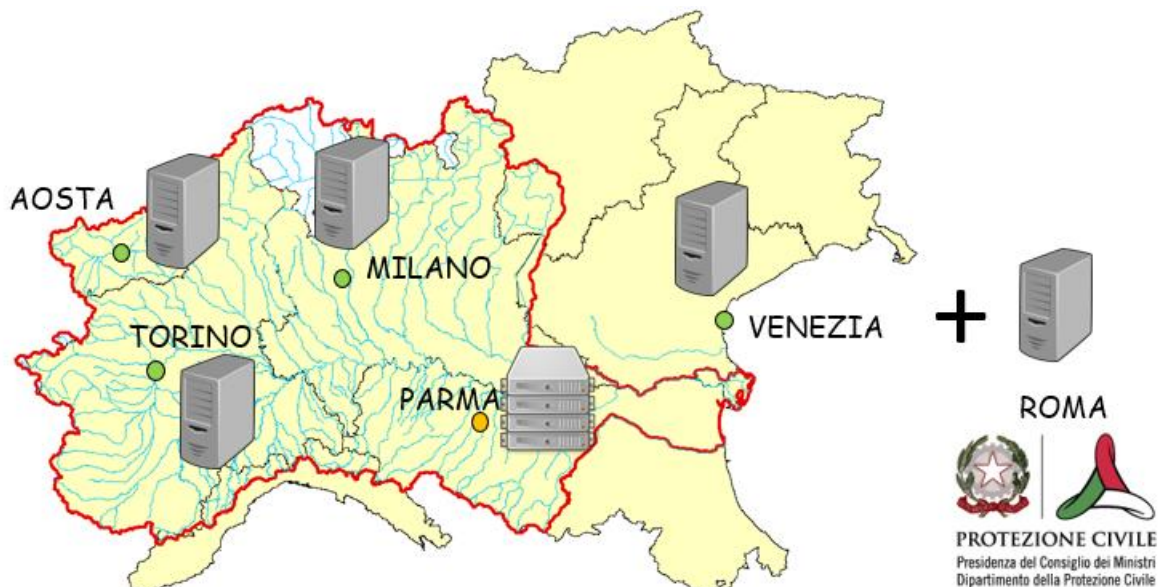 AOSTA
MILANO
TORINO
VENEZIA
PARMA
+
ROMA
PROTEZIONE CIVILE
Presidenza del Consiglio dei Ministri
Dipartimento della Protezione Civile